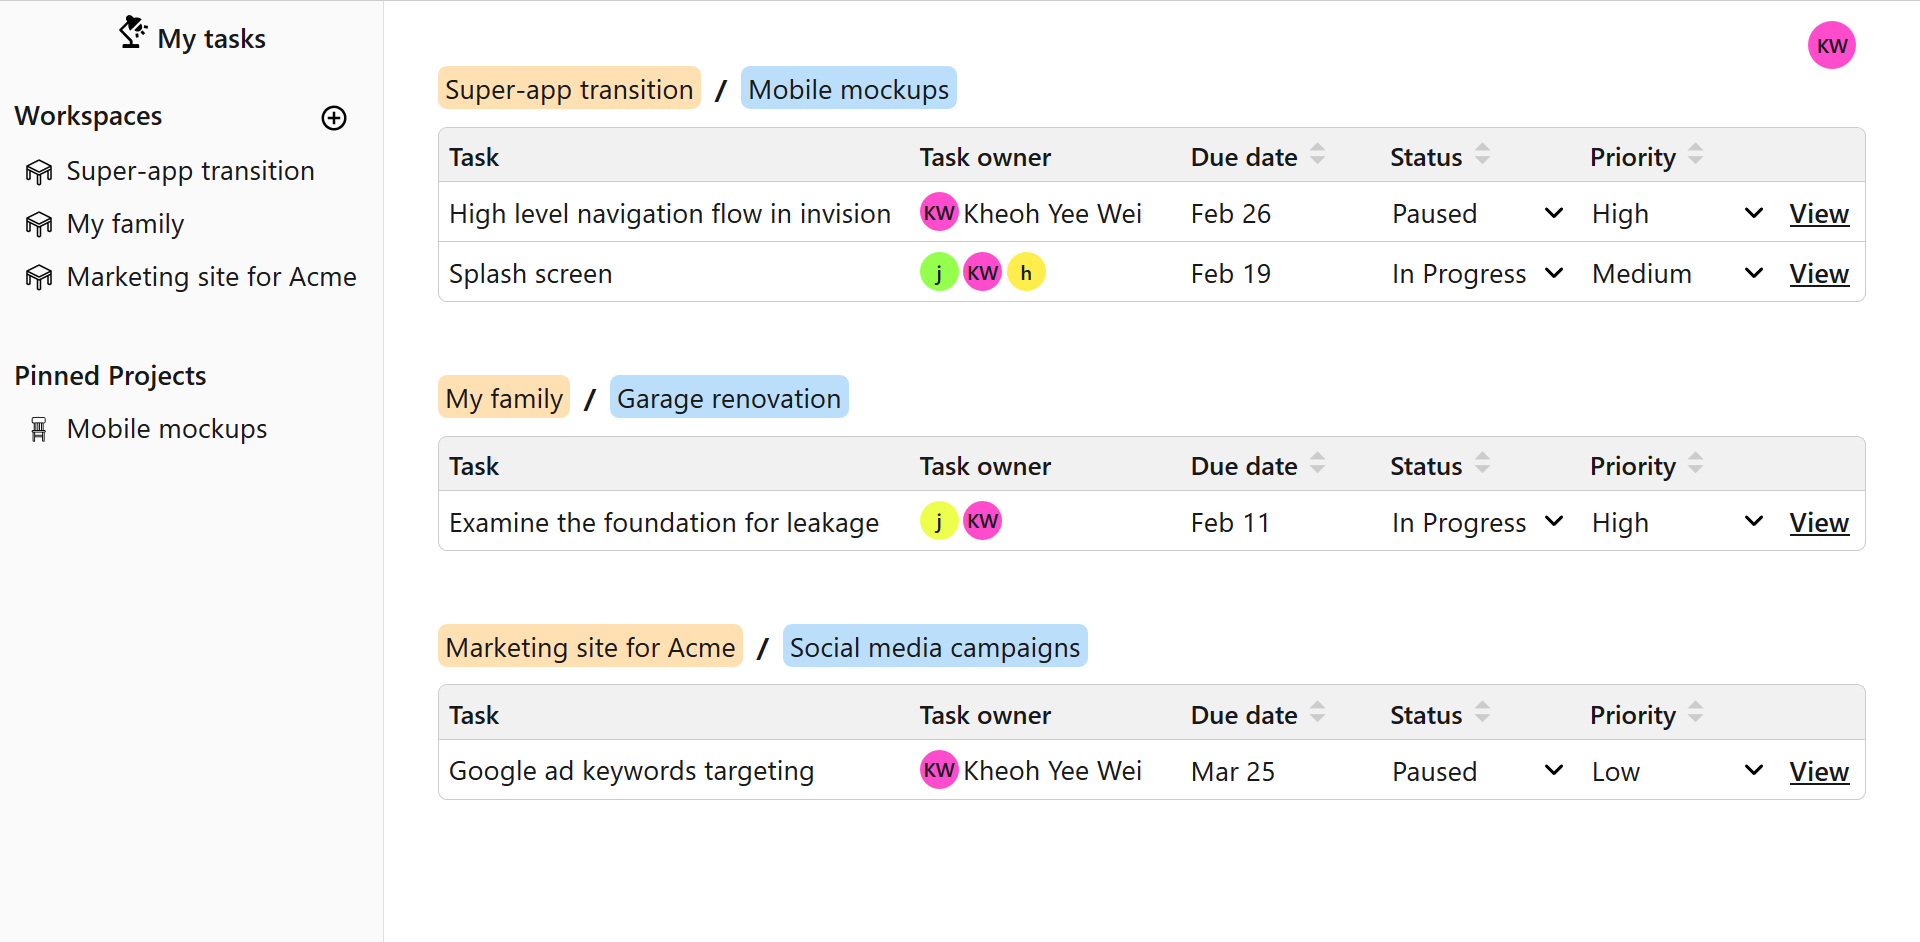 My tasks
Workspaces
Super-app transition
My family
Marketing site for Acme
Pinned Projects
Mobile mockups
KW
Super-app transition / Mobile mockups
Task Task owner Due date Status Priority
High level navigation flow in invision KW Kheoh Yee Wei Feb 26 Paused High View
Splash screen j KW h Feb 19 In Progress Medium View
My family / Garage renovation
Task Task owner Due date Status Priority
Examine the foundation for leakage j KW Feb 11 In Progress High View
Marketing site for Acme / Social media campaigns
Task Task owner Due date Status Priority
Google ad keywords targeting KW Kheoh Yee Wei Mar 25 Paused Low View